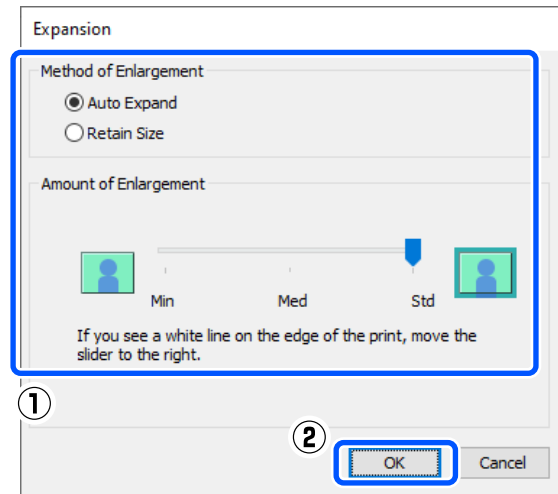 Expansion
Method of Enlargement
Auto Expand
Retain Size
Amount of Enlargement
Min Med Std
If you see a white line on the edge of the print, move the
slider to the right.
①
②
OK Cancel